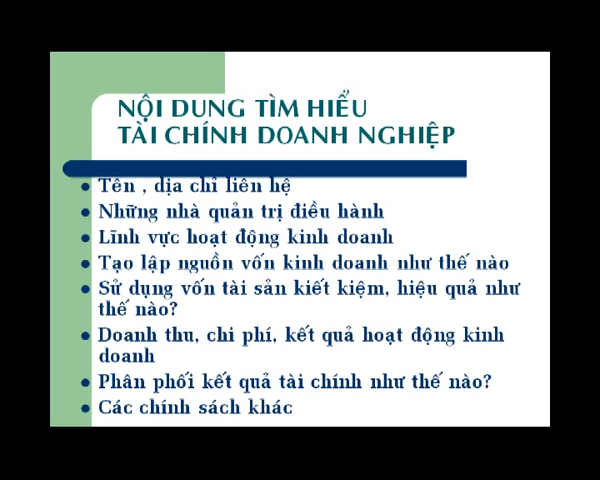 NỘI DUNG TÌM HIỂU
TÀI CHÍNH DOANH NGHIỆP
Tên , dịa chỉ liên hệ
Những nhà quản trị điều hành
Lĩnh vực hoạt động kinh doanh
Tạo lập nguồn vốn kinh doanh như thế nào
Sử dụng vốn tài sản kiết kiệm, hiệu quả như
thế nào?
Doanh thu, chi phí, kết quả hoạt động kinh
doanh
Phân phối kết quả tài chính như thế nào?
Các chính sách khác